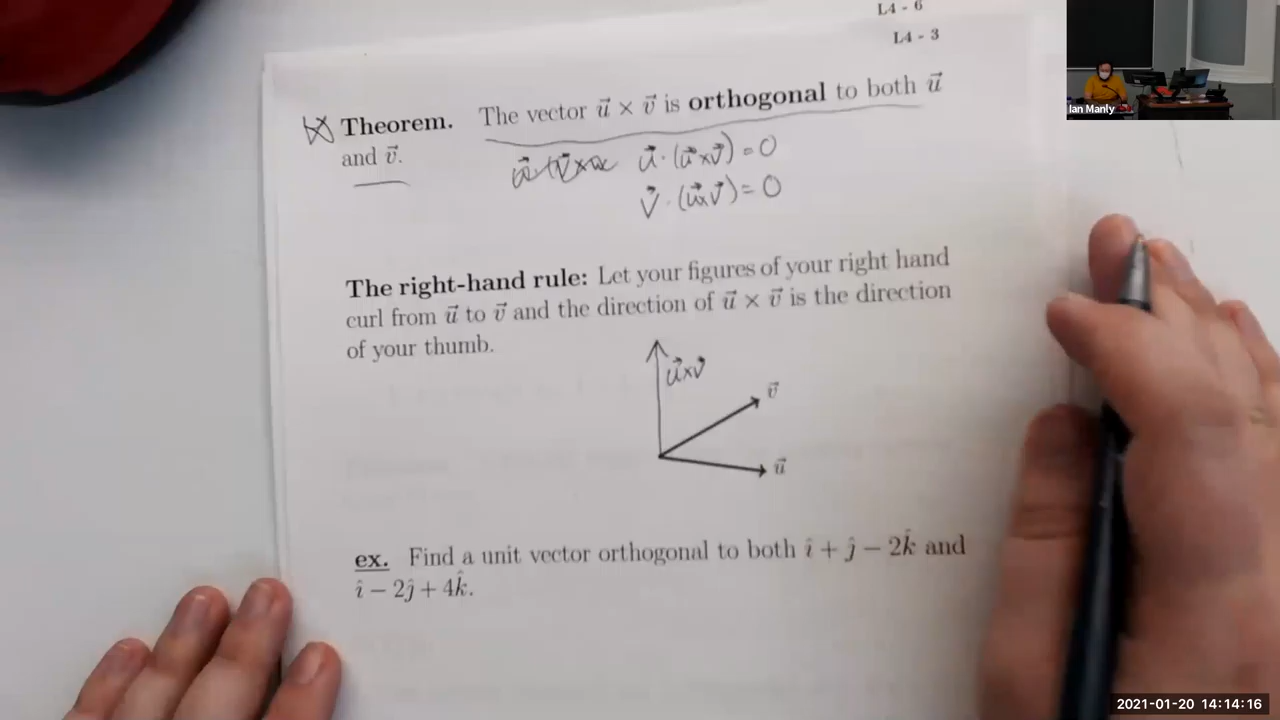 L4 - 6
L4 - 3
Theorem. The vector u⃗ × v⃗ is orthogonal to both u⃗
and v⃗.
u⃗ · (u⃗ × v⃗) = 0
v⃗ · (u⃗ × v⃗) = 0
The right-hand rule: Let your figures of your right hand
curl from u⃗ to v⃗ and the direction of u⃗ × v⃗ is the direction
of your thumb.
u⃗ × v⃗
v⃗
u⃗
ex. Find a unit vector orthogonal to both î + ĵ − 2k̂ and
î − 2ĵ + 4k̂.
Ian Manly
2021-01-20 14:14:16